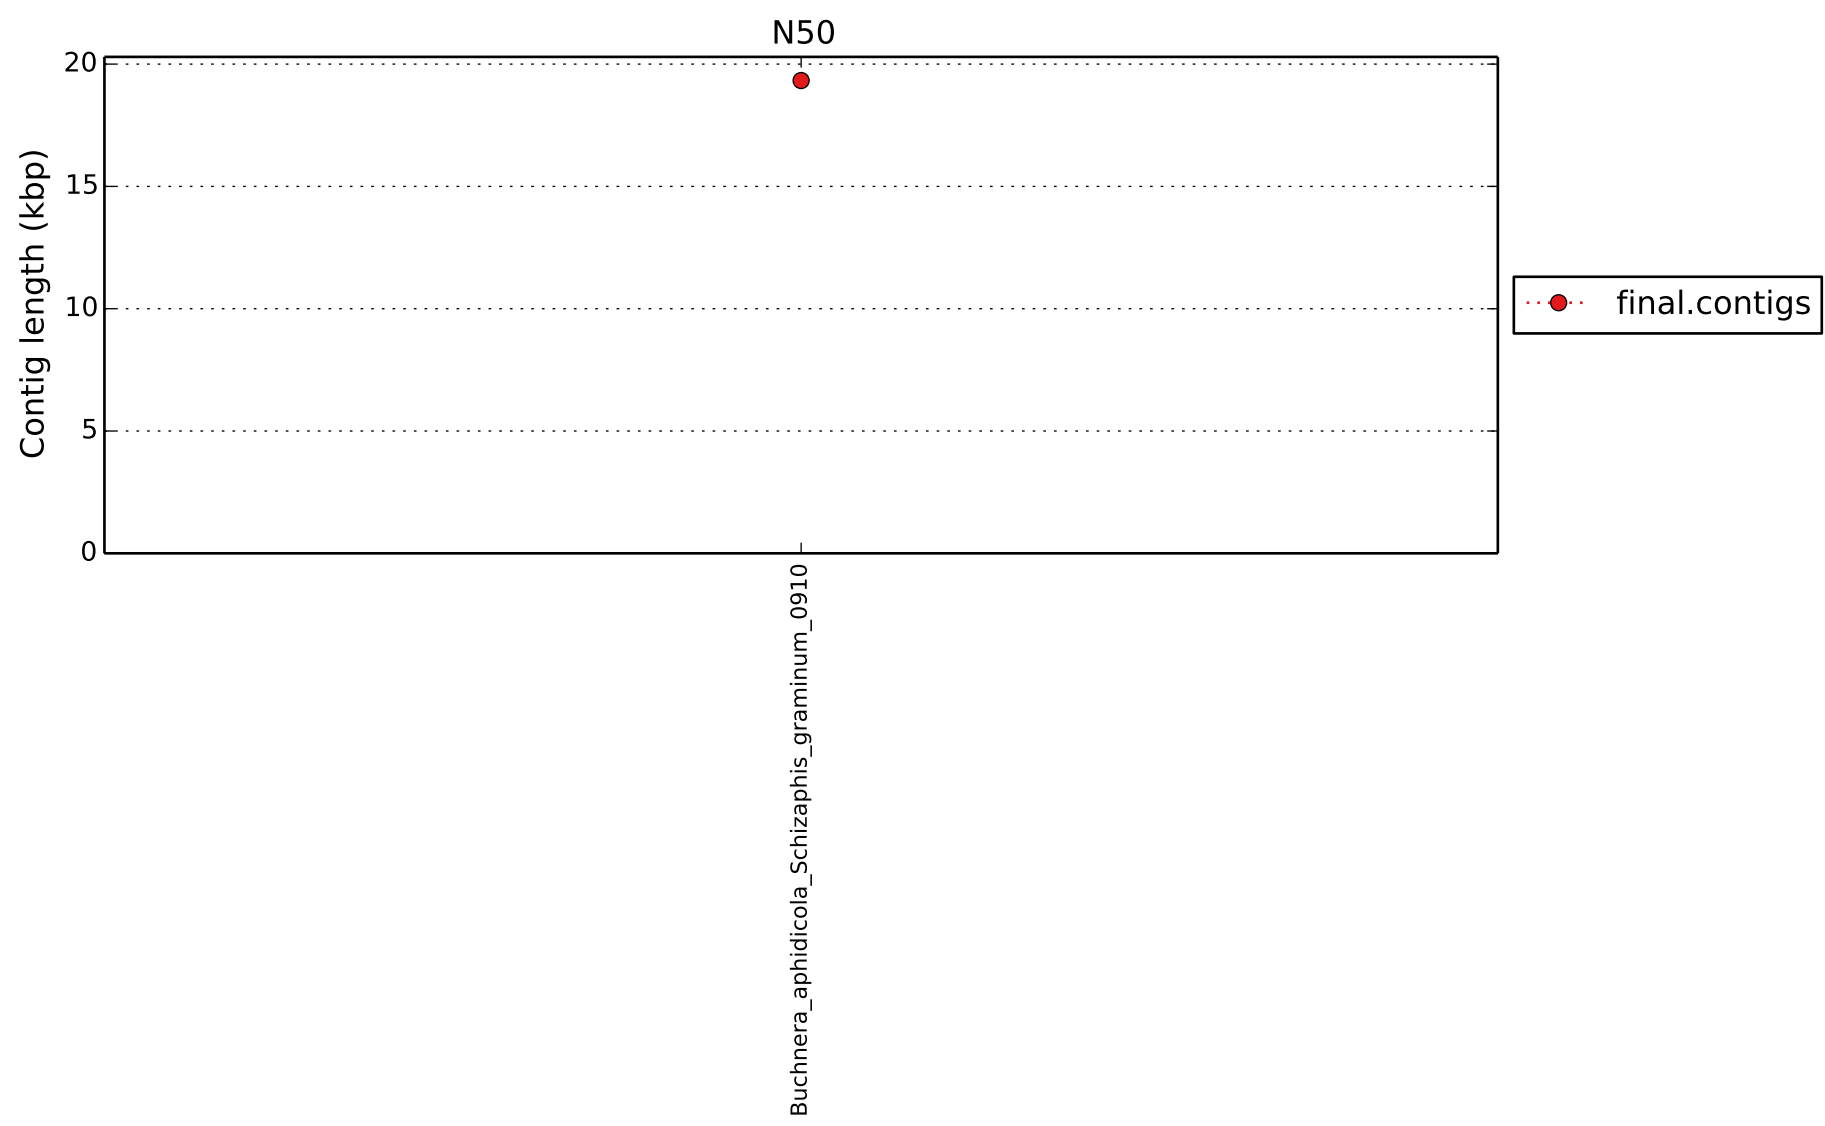 N50
Contig length (kbp)
20
15
10
5
0
final.contigs
Buchnera_aphidicola_Schizaphis_graminum_0910